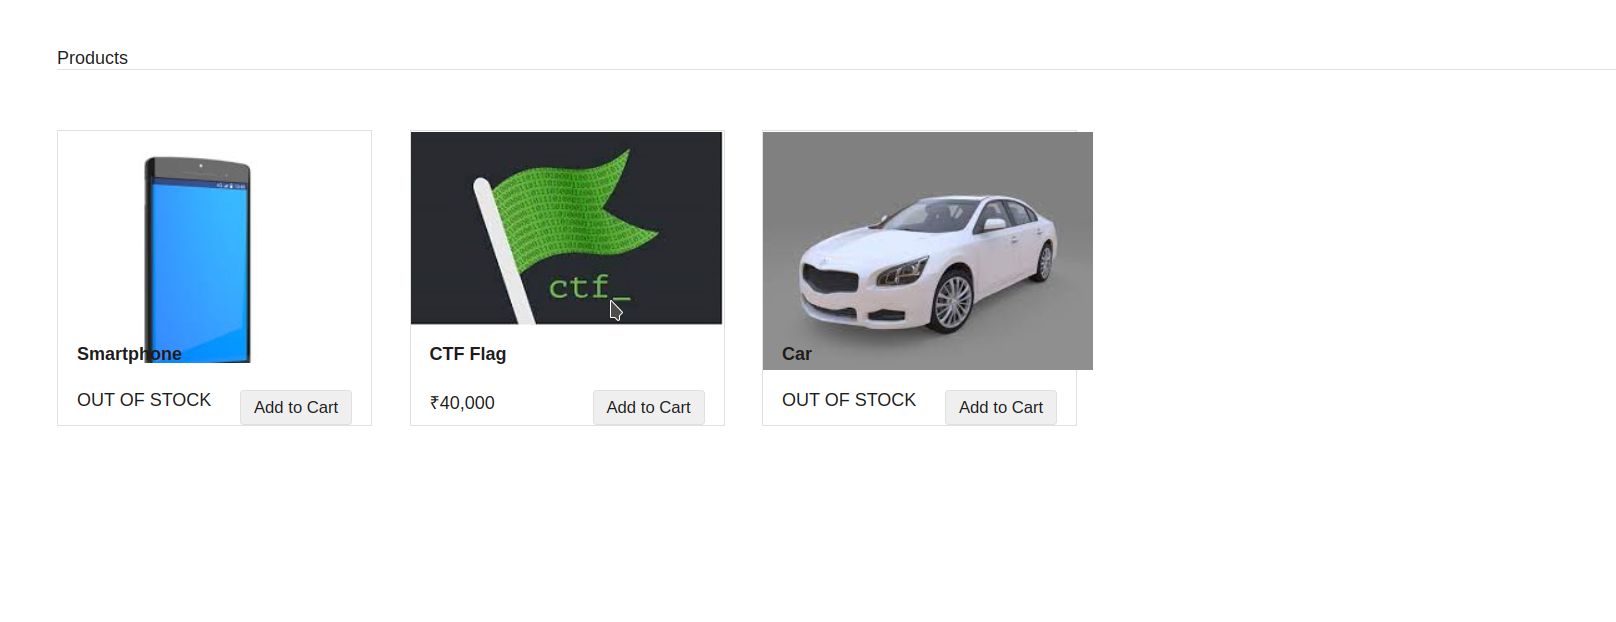 Products
Smartphone
OUT OF STOCK
Add to Cart
ctf_
CTF Flag
₹40,000
Add to Cart
Car
OUT OF STOCK
Add to Cart